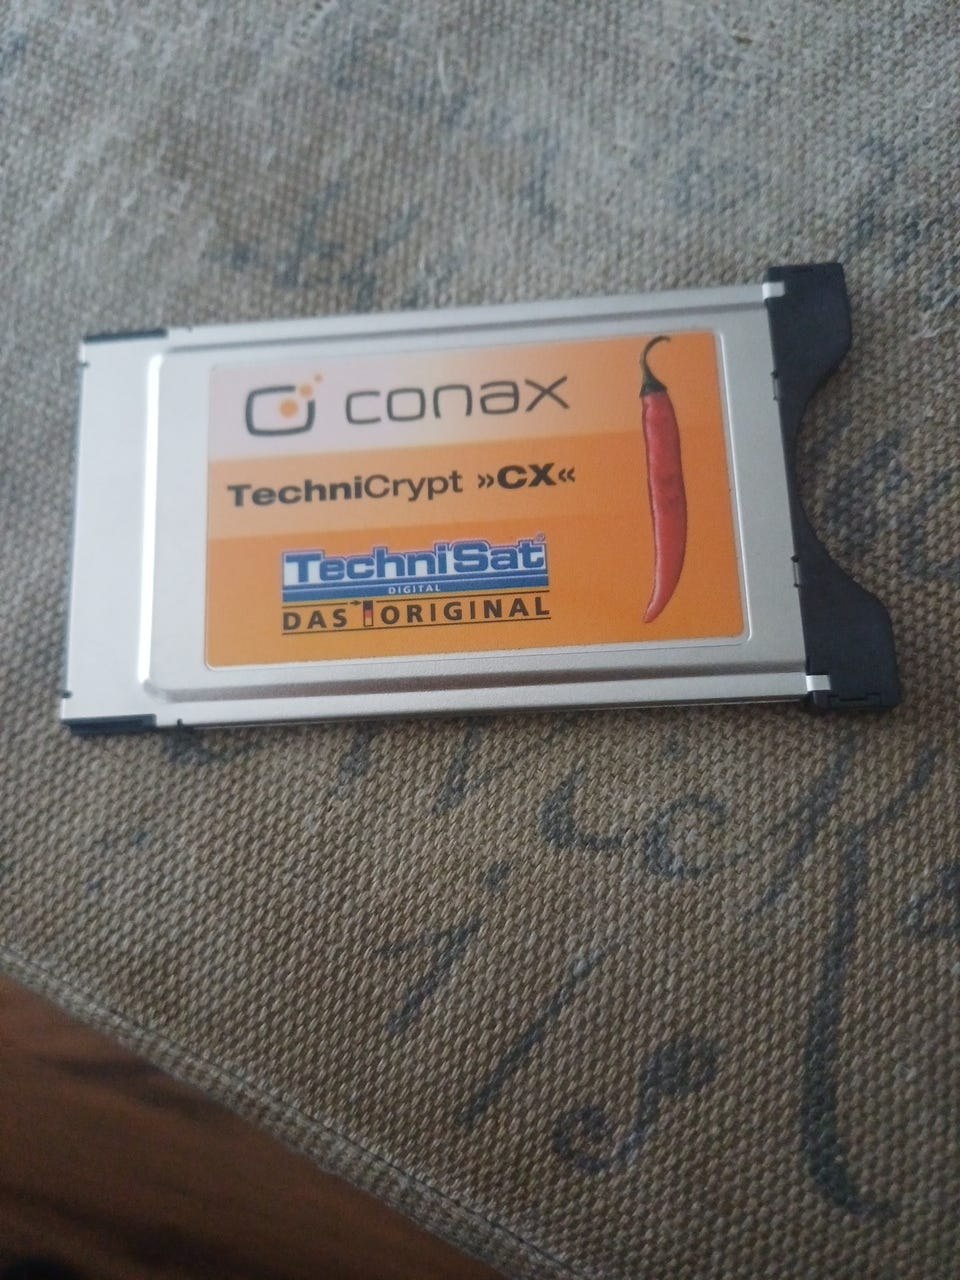 conax
TechniCrypt »CX«
TechniSat®
DIGITAL
DAS ORIGINAL